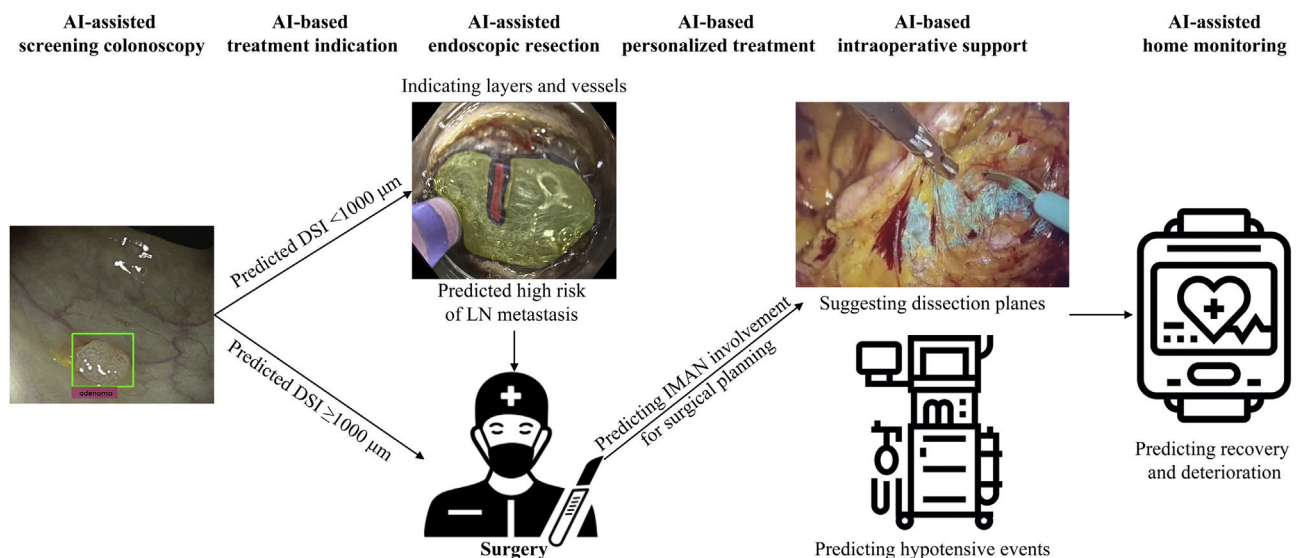 AI-assisted
screening colonoscopy
AI-based
treatment indication
AI-assisted
endoscopic resection
AI-based
personalized treatment
AI-based
intraoperative support
AI-assisted
home monitoring
Indicating layers and vessels
Predicted DSI <1000 μm
adenoma
Predicted DSI ≥1000 μm
Predicted high risk
of LN metastasis
Surgery
Predicting IMAN involvement
for surgical planning
Suggesting dissection planes
Predicting hypotensive events
Predicting recovery
and deterioration